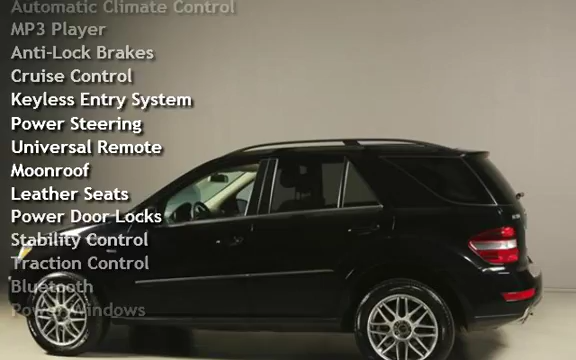 Automatic Climate Control
MP3 Player
Anti-Lock Brakes
Cruise Control
Keyless Entry System
Power Steering
Universal Remote
Moonroof
Leather Seats
Power Door Locks
Stability Control
Traction Control
Bluetooth
Power Windows